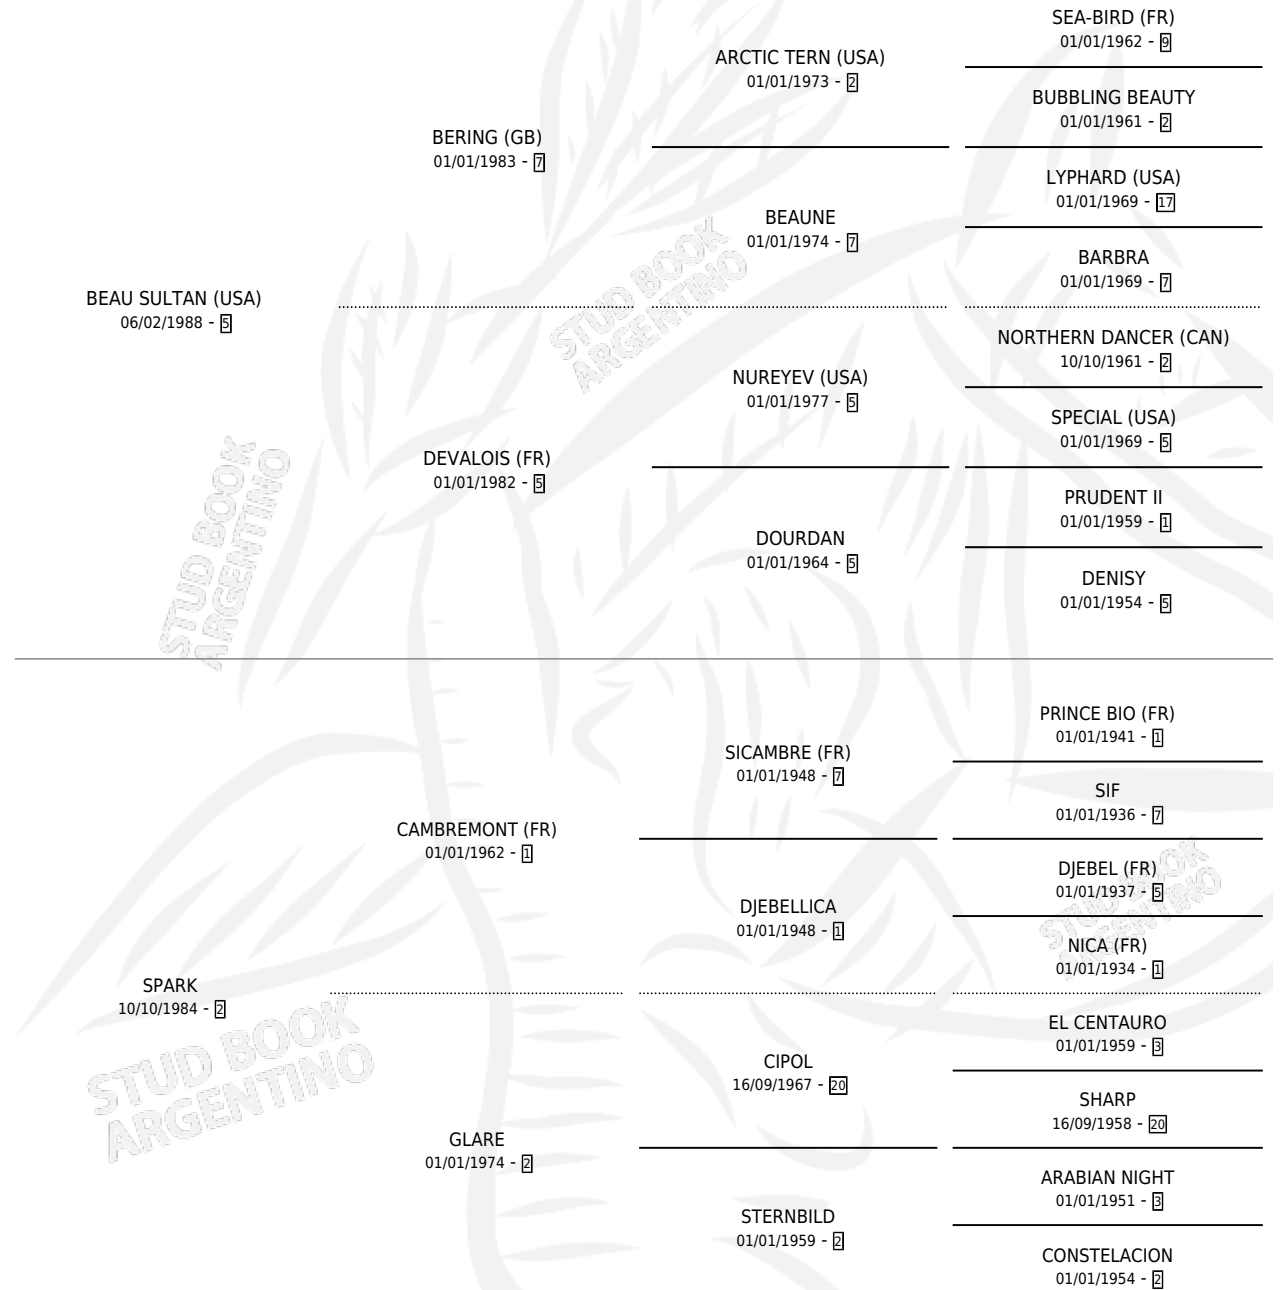 SEA-BIRD (FR)
01/01/1962 - 9
ARCTIC TERN (USA)
01/01/1973 - 2
BUBBLING BEAUTY
01/01/1961 - 2
BERING (GB)
01/01/1983 - 7
LYPHARD (USA)
01/01/1969 - 17
BEAUNE
01/01/1974 - 7
BARBRA
01/01/1969 - 7
BEAU SULTAN (USA)
06/02/1988 - 5
NORTHERN DANCER (CAN)
10/10/1961 - 2
NUREYEV (USA)
01/01/1977 - 5
SPECIAL (USA)
01/01/1969 - 5
DEVALOIS (FR)
01/01/1982 - 5
PRUDENT II
01/01/1959 - 1
DOURDAN
01/01/1964 - 5
DENISY
01/01/1954 - 5
PRINCE BIO (FR)
01/01/1941 - 1
SICAMBRE (FR)
01/01/1948 - 7
SIF
01/01/1936 - 7
CAMBREMONT (FR)
01/01/1962 - 1
DJEBEL (FR)
01/01/1937 - 5
DJEBELLICA
01/01/1948 - 1
NICA (FR)
01/01/1934 - 1
SPARK
10/10/1984 - 2
EL CENTAURO
01/01/1959 - 3
CIPOL
16/09/1967 - 20
SHARP
16/09/1958 - 20
GLARE
01/01/1974 - 2
ARABIAN NIGHT
01/01/1951 - 3
STERNBILD
01/01/1959 - 2
CONSTELACION
01/01/1954 - 2
STUD BOOK
ARGENTINO
STUD BOOK
ARGENTINO
STUD BOOK
ARGENTINO
STUD BOOK
ARGENTINO